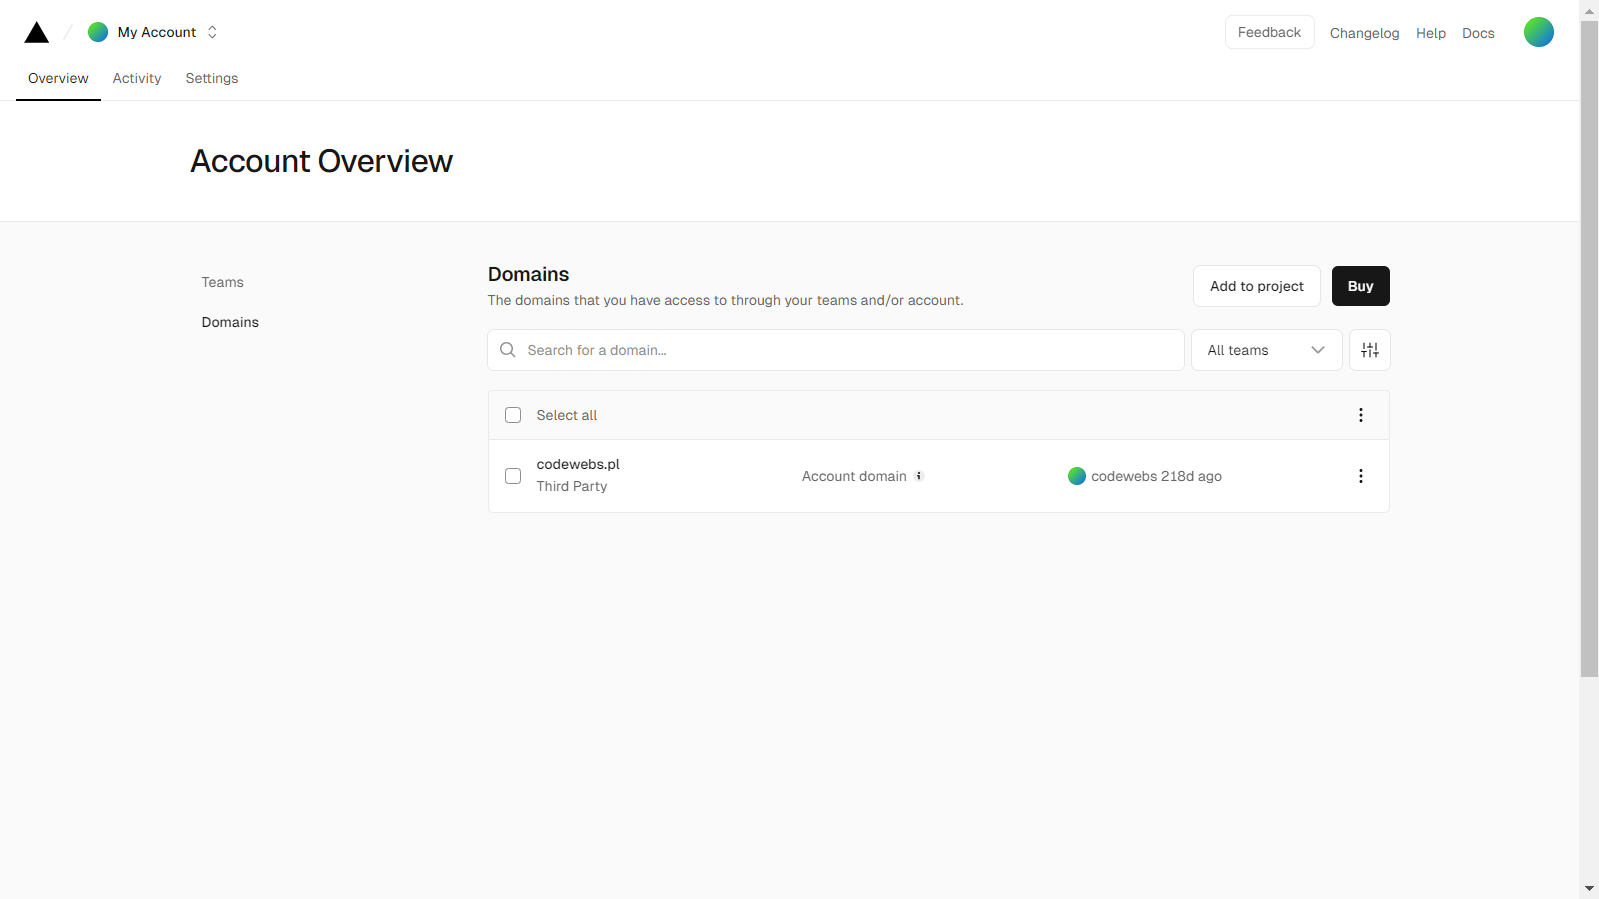 My Account
Feedback
Changelog
Help
Docs
Overview
Activity
Settings
Account Overview
Teams
Domains
Domains
The domains that you have access to through your teams and/or account.
Add to project
Buy
Search for a domain...
All teams
Select all
codewebs.pl
Third Party
Account domain
codewebs 218d ago